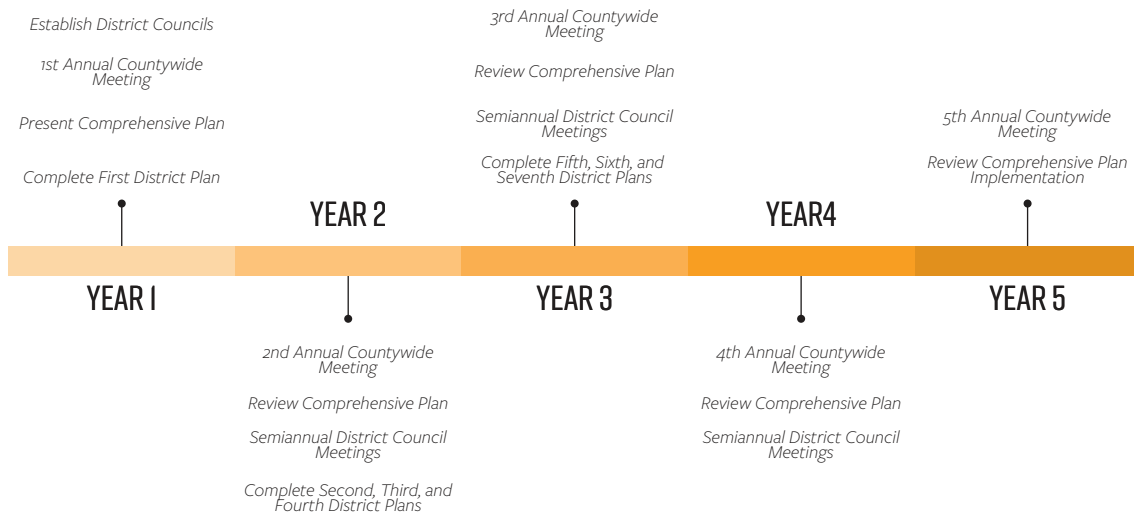 Establish District Councils
1st Annual Countywide
Meeting
Present Comprehensive Plan
Complete First District Plan
YEAR 1
YEAR 2
2nd Annual Countywide
Meeting
Review Comprehensive Plan
Semiannual District Council
Meetings
Complete Second, Third, and
Fourth District Plans
3rd Annual Countywide
Meeting
Review Comprehensive Plan
Semiannual District Council
Meetings
Complete Fifth, Sixth, and
Seventh District Plans
YEAR 3
YEAR4
4th Annual Countywide
Meeting
Review Comprehensive Plan
Semiannual District Council
Meetings
5th Annual Countywide
Meeting
Review Comprehensive Plan
Implementation
YEAR 5